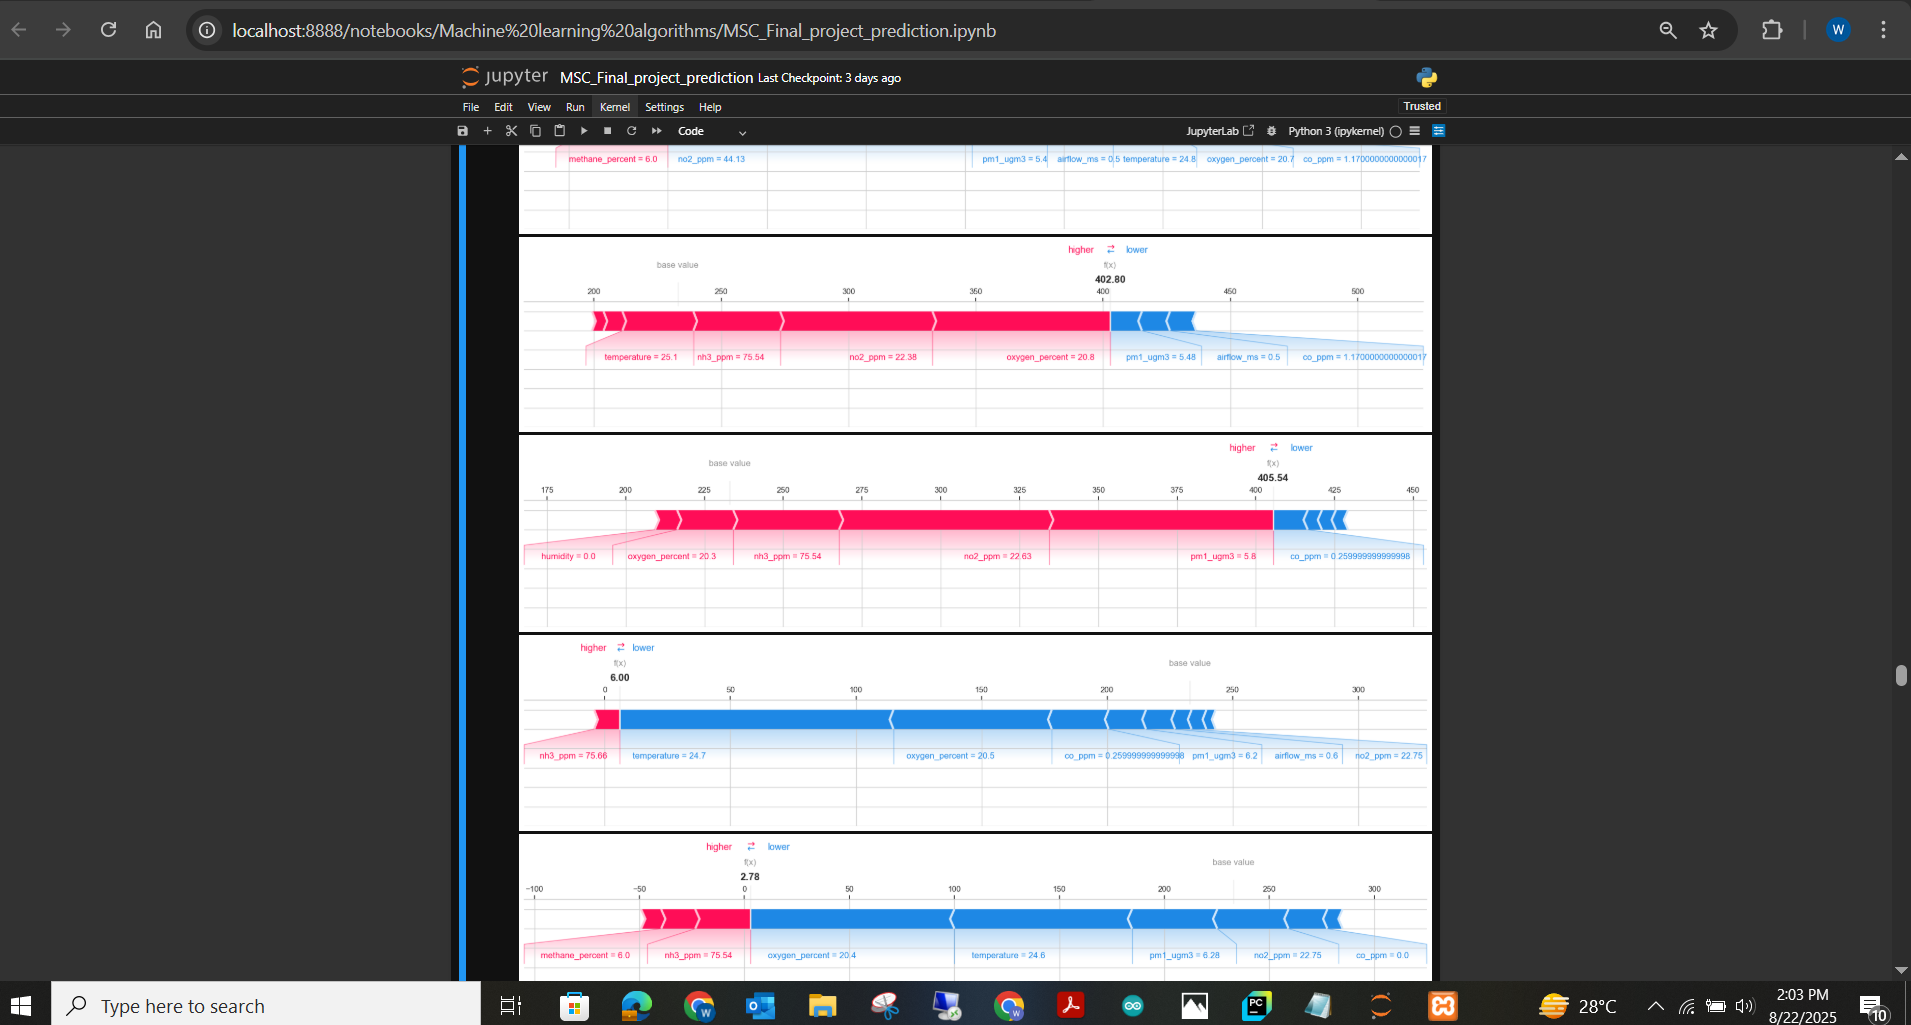 localhost:8888/notebooks/Machine%20learning%20algorithms/MSC_Final_project_prediction.ipynb
W
jupyter MSC_Final_project_prediction Last Checkpoint: 3 days ago
File Edit View Run Kernel Settings Help
Trusted
Code
JupyterLab Python 3 (ipykernel)
methane_percent = 6.0 no2_ppm = 44.13 pm1_ugm3 = 5.4 airflow_ms = 0.5 temperature = 24.8 oxygen_percent = 20.7 co_ppm = 1.1700000000000017
higher lower
base value f(x)
402.80
200 250 300 350 400 450 500
temperature = 25.1 nh3_ppm = 75.54 no2_ppm = 22.38 oxygen_percent = 20.8 pm1_ugm3 = 5.48 airflow_ms = 0.5 co_ppm = 1.1700000000000017
higher lower
base value f(x)
405.54
175 200 225 250 275 300 325 350 375 400 425 450
humidity = 0.0 oxygen_percent = 20.3 nh3_ppm = 75.54 no2_ppm = 22.63 pm1_ugm3 = 5.8 co_ppm = 0.259999999999998
higher lower
f(x) base value
6.00
0 50 100 150 200 250 300
nh3_ppm = 75.66 temperature = 24.7 oxygen_percent = 20.5 co_ppm = 0.259999999999998 pm1_ugm3 = 6.2 airflow_ms = 0.6 no2_ppm = 22.75
higher lower
f(x) base value
2.78
−100 −50 0 50 100 150 200 250 300
methane_percent = 6.0 nh3_ppm = 75.54 oxygen_percent = 20.4 temperature = 24.6 pm1_ugm3 = 6.28 no2_ppm = 22.75 co_ppm = 0.0
Type here to search
W
W
PC
28°C
2:03 PM
8/22/2025
10